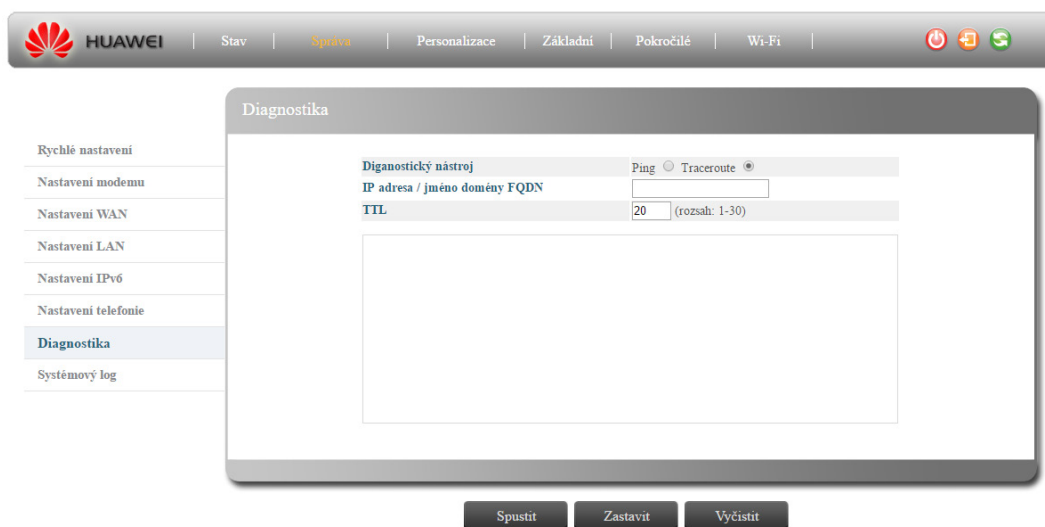 HUAWEI | Stav | Správa | Personalizace | Základní | Pokročilé | Wi-Fi |
Diagnostika
Rychlé nastavení
Nastavení modemu
Nastavení WAN
Nastavení LAN
Nastavení IPv6
Nastavení telefonie
Diagnostika
Systémový log
Diganostický nástroj Ping Traceroute
IP adresa / jméno domény FQDN
TTL 20 (rozsah: 1-30)
Spustit Zastavit Vyčistit